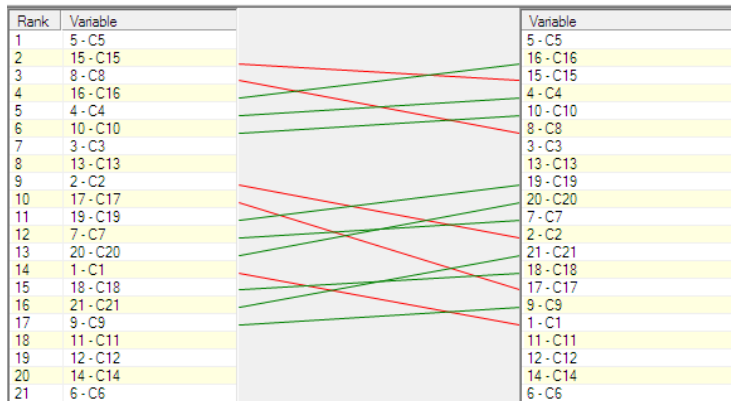 Rank Variable Variable
1 5 - C5 5 - C5
2 15 - C15 16 - C16
3 8 - C8 15 - C15
4 16 - C16 4 - C4
5 4 - C4 10 - C10
6 10 - C10 8 - C8
7 3 - C3 3 - C3
8 13 - C13 13 - C13
9 2 - C2 19 - C19
10 17 - C17 20 - C20
11 19 - C19 7 - C7
12 7 - C7 2 - C2
13 20 - C20 21 - C21
14 1 - C1 18 - C18
15 18 - C18 17 - C17
16 21 - C21 9 - C9
17 9 - C9 1 - C1
18 11 - C11 11 - C11
19 12 - C12 12 - C12
20 14 - C14 14 - C14
21 6 - C6 6 - C6